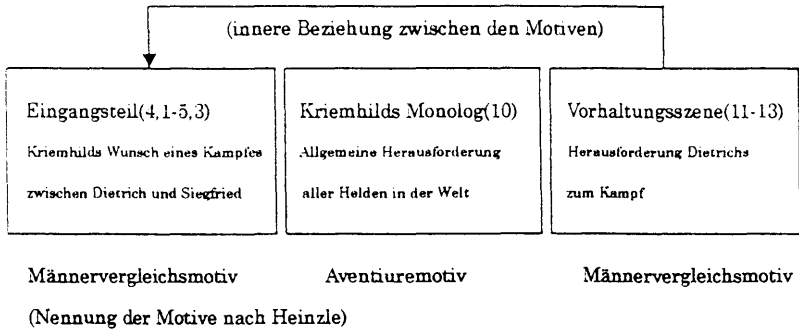 (innere Beziehung zwischen den Motiven)
Eingangsteil(4,1-5,3)
Kriemhilds Wunsch eines Kampfes
zwischen Dietrich und Siegfried
Kriemhilds Monolog(10)
Allgemeine Herausforderung
aller Helden in der Welt
Vorhaltungsszene(11-13)
Herausforderung Dietrichs
zum Kampf
Männervergleichsmotiv
Aventiuremotiv
Männervergleichsmotiv
(Nennung der Motive nach Heinzle)